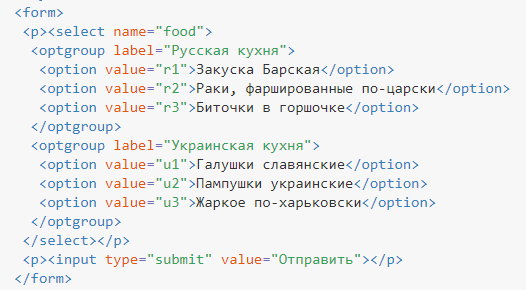 <form>
<p><select name="food">
<optgroup label="Русская кухня">
<option value="r1">Закуска Барская</option>
<option value="r2">Раки, фаршированные по-царски</option>
<option value="r3">Биточки в горшочке</option>
</optgroup>
<optgroup label="Украинская кухня">
<option value="u1">Галушки славянские</option>
<option value="u2">Пампушки украинские</option>
<option value="u3">Жаркое по-харьковски</option>
</optgroup>
</select></p>
<p><input type="submit" value="Отправить"></p>
</form>